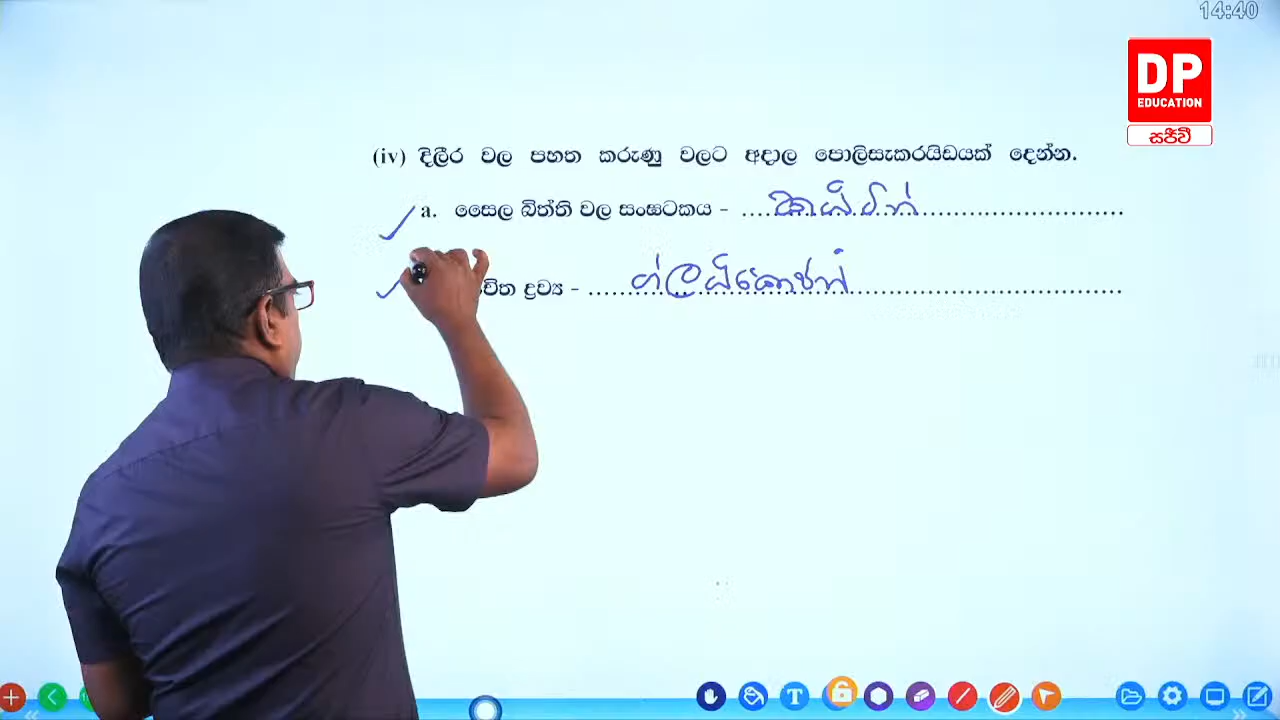 14:40
DP
EDUCATION
සජීවී
(iv) දිලීර වල පහත කරුණු වලට අදාල පොලිසැකරයිඩයක් දෙන්න.
a. සෛල බිත්ති වල සංඝටකය - කයිටින්
චිත ද්‍රව්‍ය - ග්ලයිකොජන්